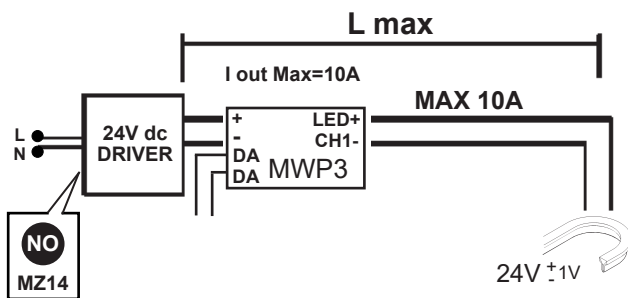 L max
I out Max=10A
MAX 10A
L
N
24V dc
DRIVER
+
-
DA
DA
LED+
CH1-
MWP3
NO
MZ14
24V +- 1V